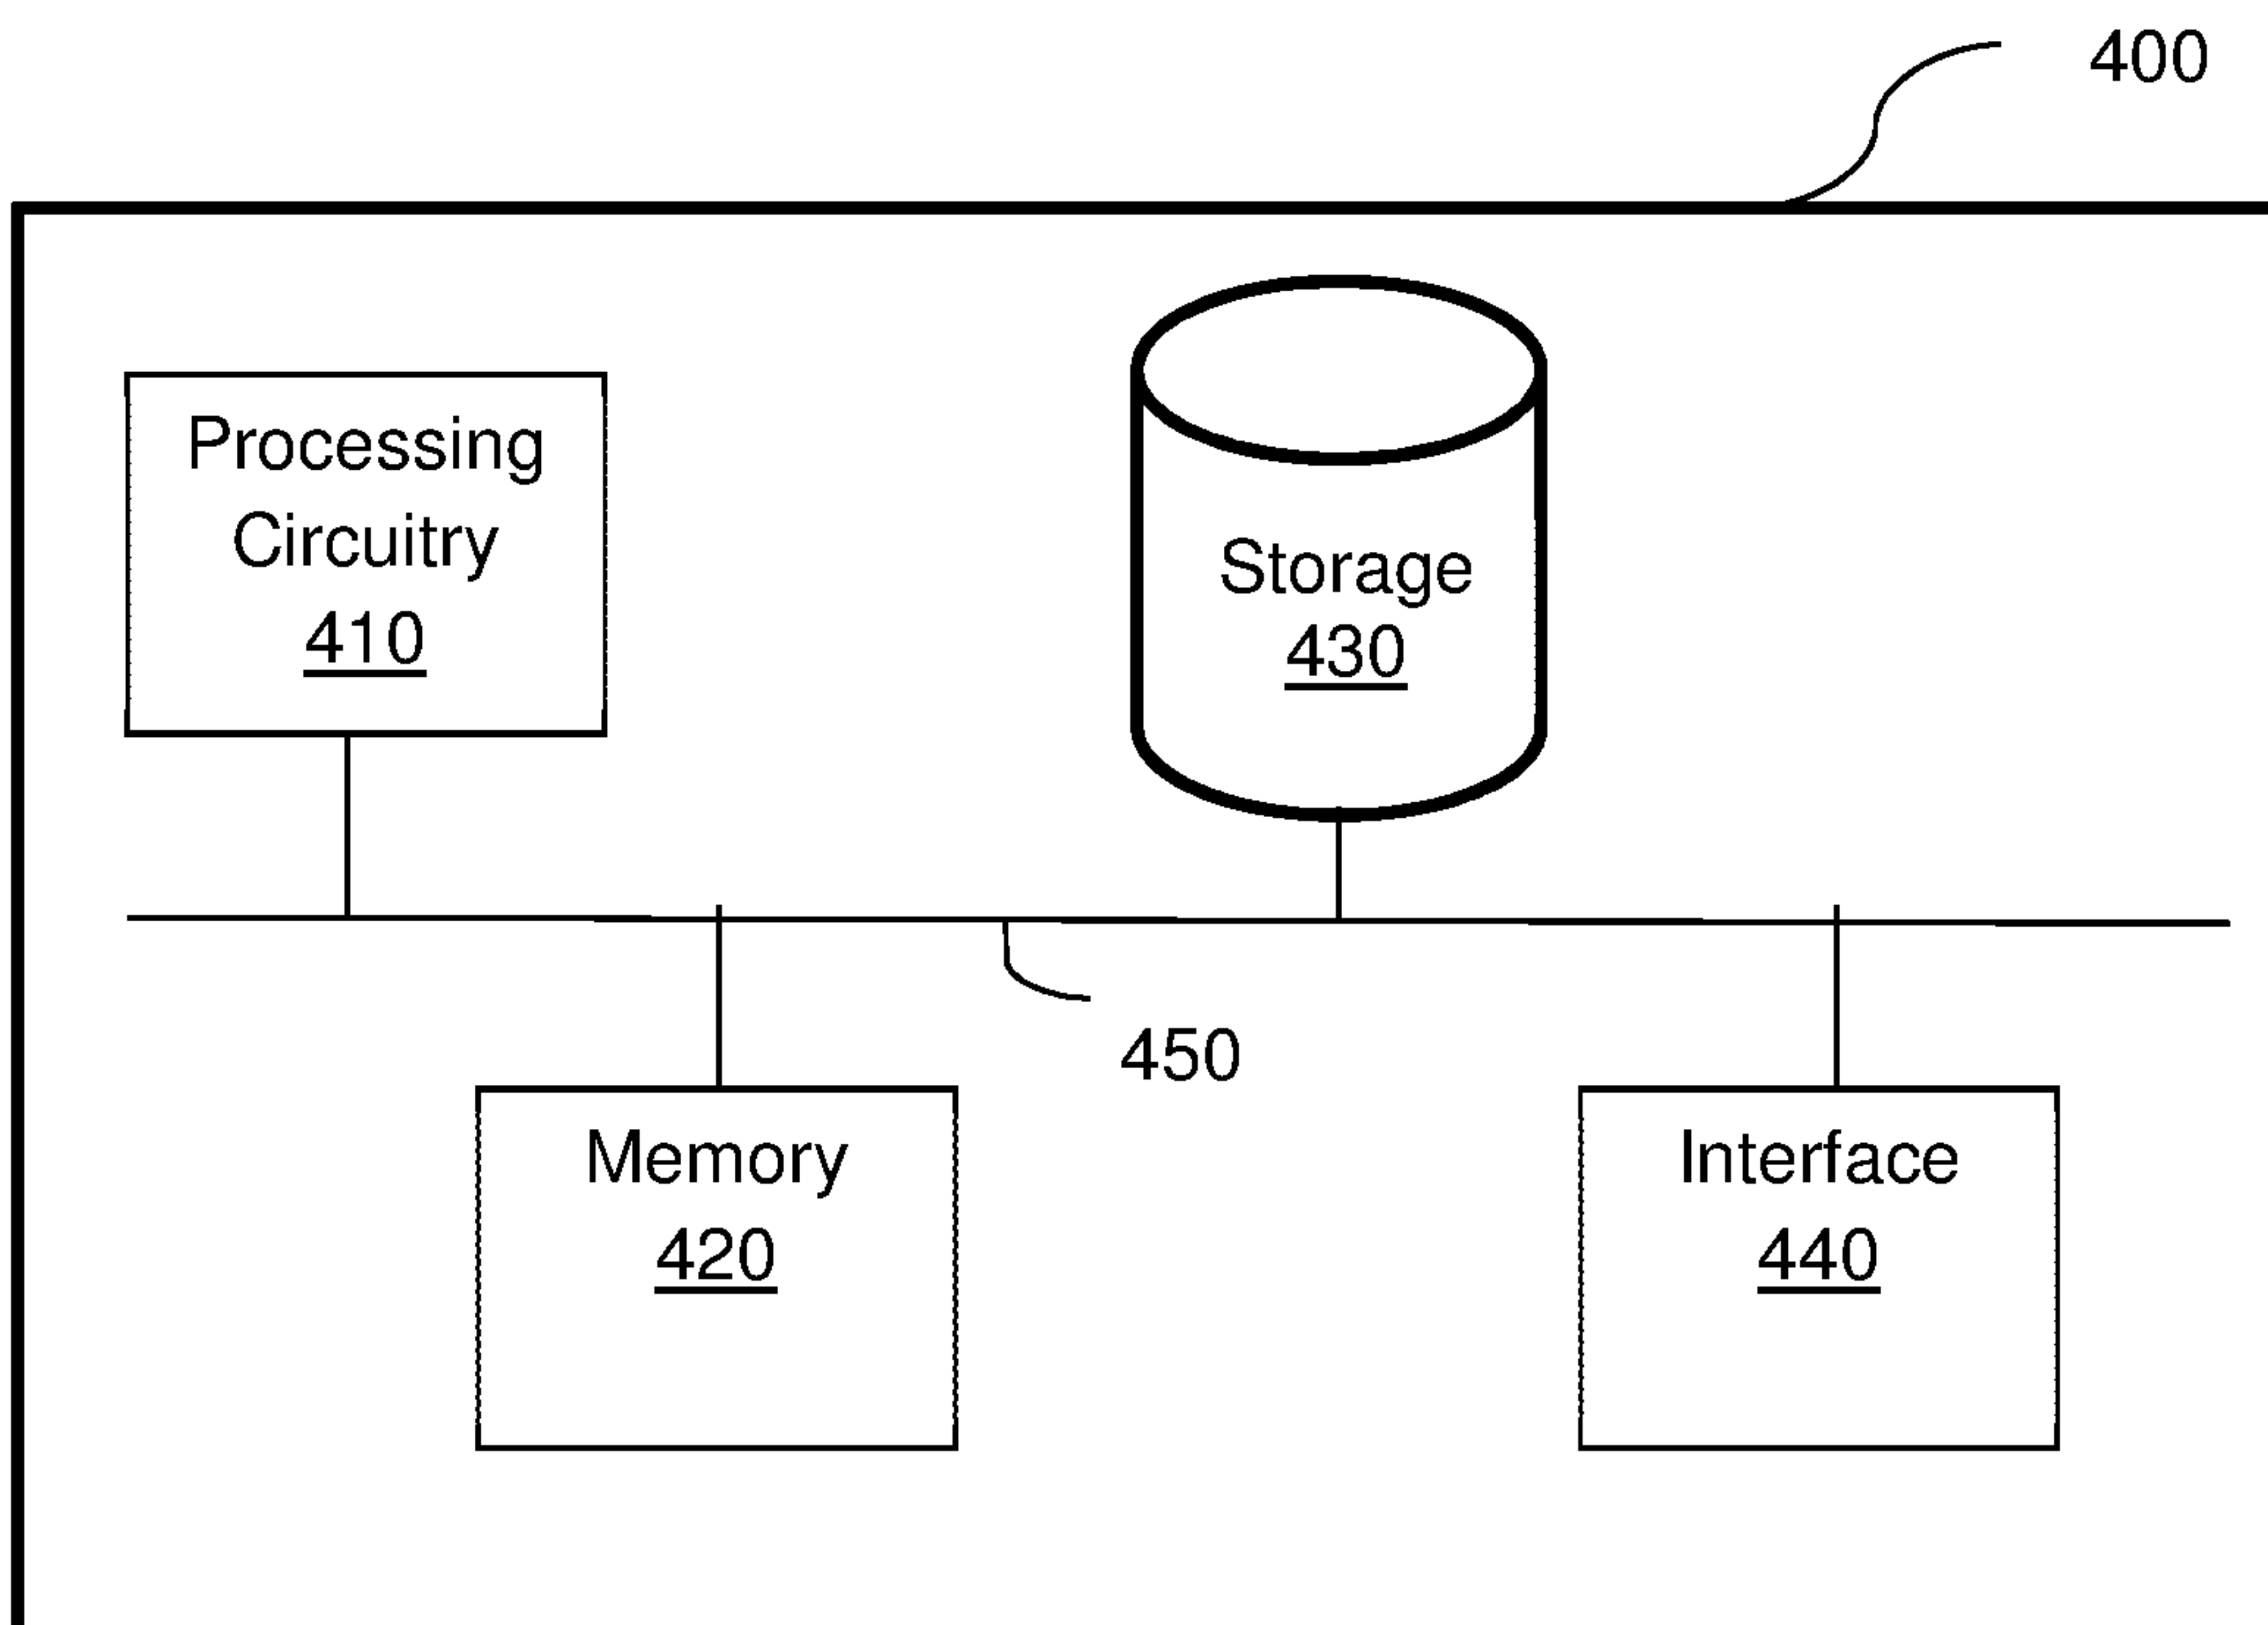 400
Processing
Circuitry
410
Storage
430
450
Memory
420
Interface
440